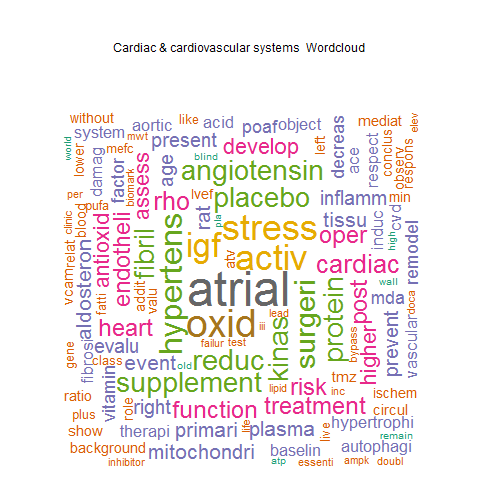 Cardiac & cardiovascular systems Wordcloud
without
aortic
like
acid
poaf
object
mediat
elev
system
mwt
present
left
decreas
ace
respect
conclus
observ
respons
world
lower
mefc
develop
blind
damag
factor
assess
age
angiotensin
per
pufa
biomark
rho
lvef
placebo
inflamm
min
clinic
blood
antioxid
endotheli
fibril
hypertens
rat
pla
stress
tissu
induc
cvd
high
remodel
relat
igf
activ
oper
vcam
aldosteron
addit
valu
atv
cardiac
wall
fatti
atrial
protein
post
mda
doca
vascular
heart
oxid
iii
lead
kinas
surgeri
higher
prevent
fibrosi
evalu
failur
test
bypass
gene
class
event
old
reduc
tmz
vitamin
supplement
lipid
risk
inc
ischem
ratio
role
right
function
treatment
circul
plus
life
live
hypertrophi
show
therapi
primari
plasma
remain
background
mitochondri
baselin
autophagi
inhibitor
atp
essenti
ampk
doubl